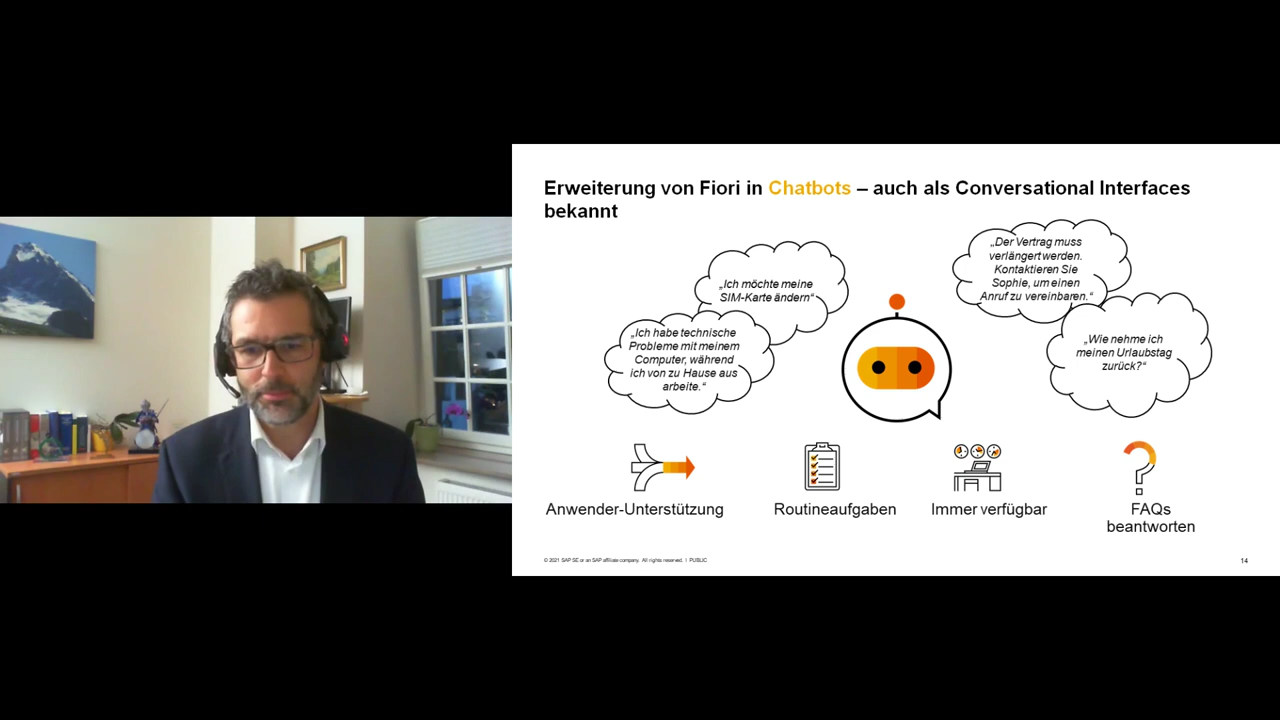 Erweiterung von Fiori in Chatbots – auch als Conversational Interfaces
bekannt
„Ich möchte meine
SIM-Karte ändern“
„Ich habe technische
Probleme mit meinem
Computer, während
ich von zu Hause aus
arbeite.“
„Der Vertrag muss
verlängert werden.
Kontaktieren Sie
Sophie, um einen
Anruf zu vereinbaren.“
„Wie nehme ich
meinen Urlaubstag
zurück?“
Anwender-Unterstützung
Routineaufgaben
Immer verfügbar
FAQs
beantworten
© 2021 SAP SE or an SAP affiliate company. All rights reserved. I PUBLIC
14